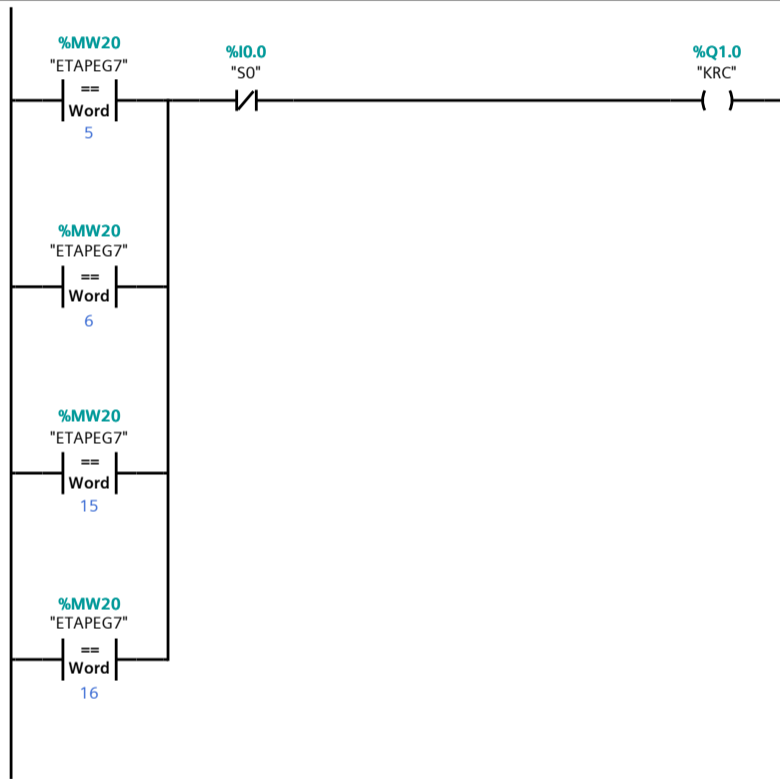 %MW20
"ETAPEG7"
==
Word
5
%I0.0
"S0"
%Q1.0
"KRC"
%MW20
"ETAPEG7"
==
Word
6
%MW20
"ETAPEG7"
==
Word
15
%MW20
"ETAPEG7"
==
Word
16